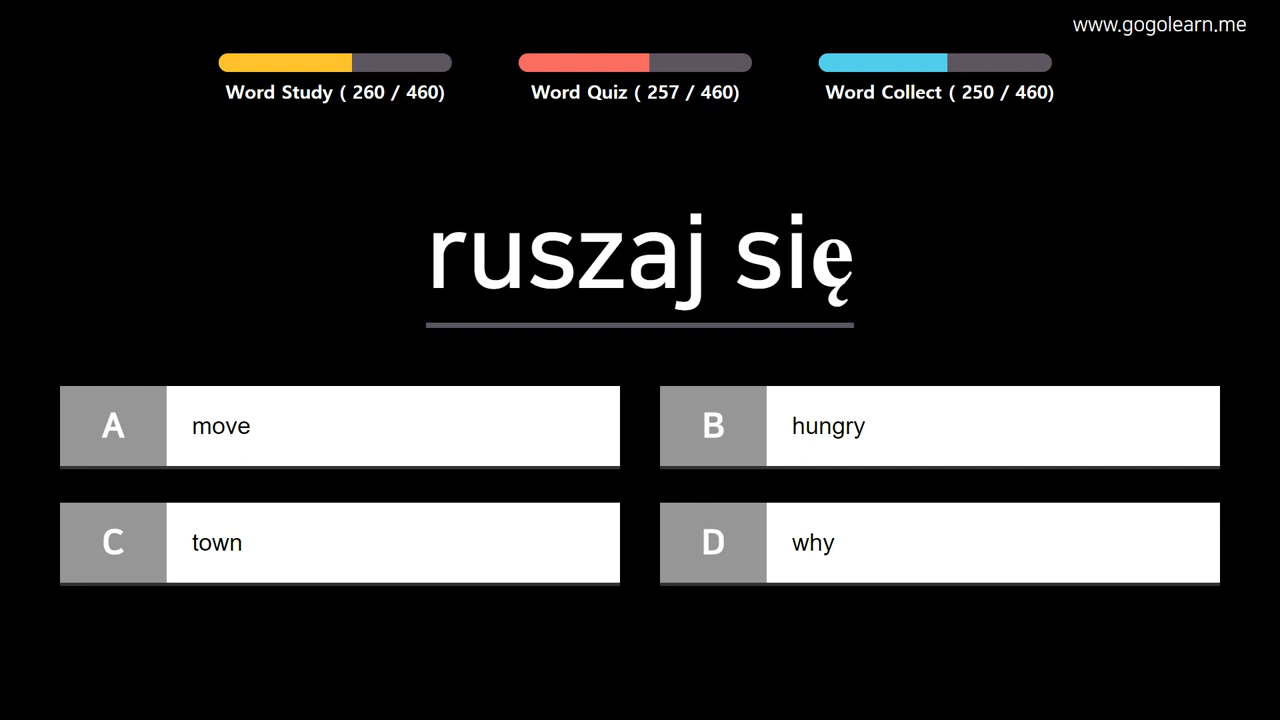 www.gogolearn.me
Word Study ( 260 / 460)
Word Quiz ( 257 / 460)
Word Collect ( 250 / 460)
ruszaj się
A move
B hungry
C town
D why